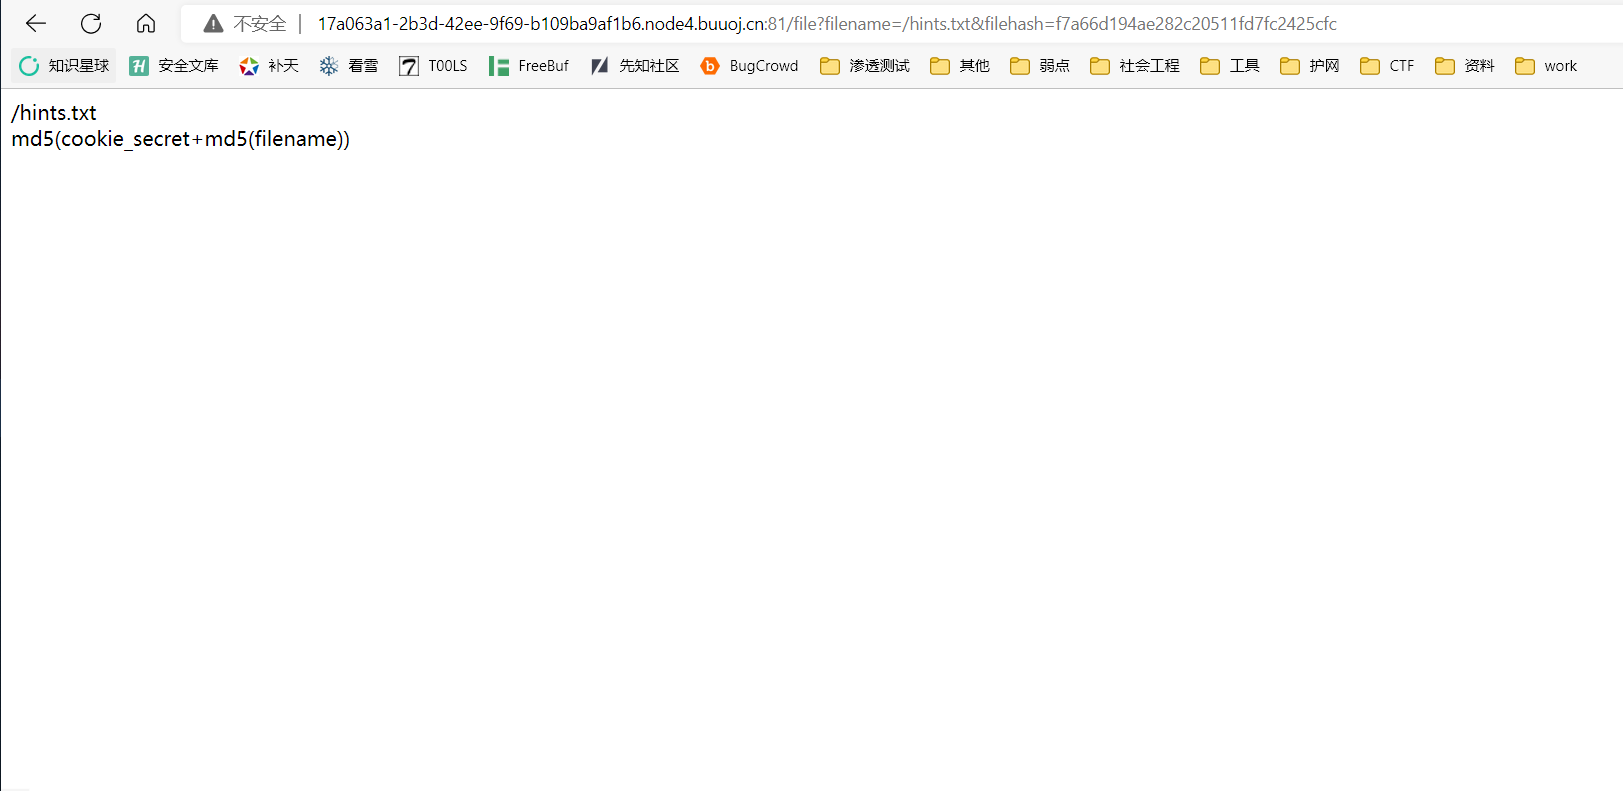 不安全 | 17a063a1-2b3d-42ee-9f69-b109ba9af1b6.node4.buuoj.cn:81/file?filename=/hints.txt&filehash=f7a66d194ae282c20511fd7fc2425cfc
知识星球 安全文库 补天 看雪 T00LS FreeBuf 先知社区 BugCrowd 渗透测试 其他 弱点 社会工程 工具 护网 CTF 资料 work
/hints.txt
md5(cookie_secret+md5(filename))